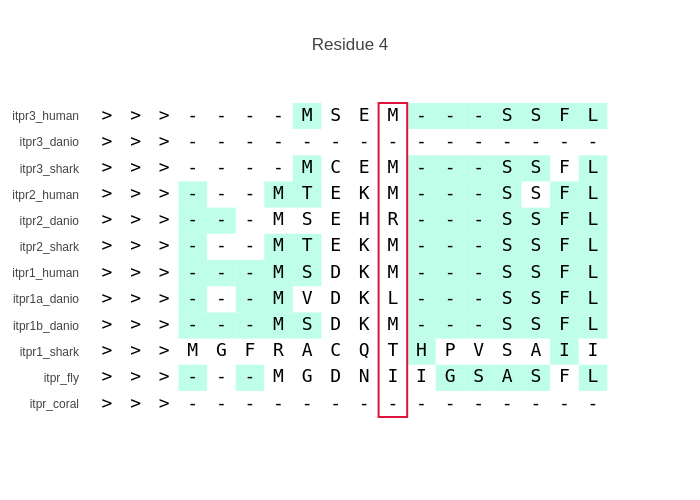 Residue 4
itpr3_human > > > - - - - M S E M - - - S S F L
itpr3_danio > > > - - - - - - - - - - - - - - -
itpr3_shark > > > - - - - M C E M - - - S S F L
itpr2_human > > > - - - M T E K M - - - S S F L
itpr2_danio > > > - - - M S E H R - - - S S F L
itpr2_shark > > > - - - M T E K M - - - S S F L
itpr1_human > > > - - - M S D K M - - - S S F L
itpr1a_danio > > > - - - M V D K L - - - S S F L
itpr1b_danio > > > - - - M S D K M - - - S S F L
itpr1_shark > > > M G F R A C Q T H P V S A I I
itpr_fly > > > - - - M G D N I I G S A S F L
itpr_coral > > > - - - - - - - - - - - - - - -